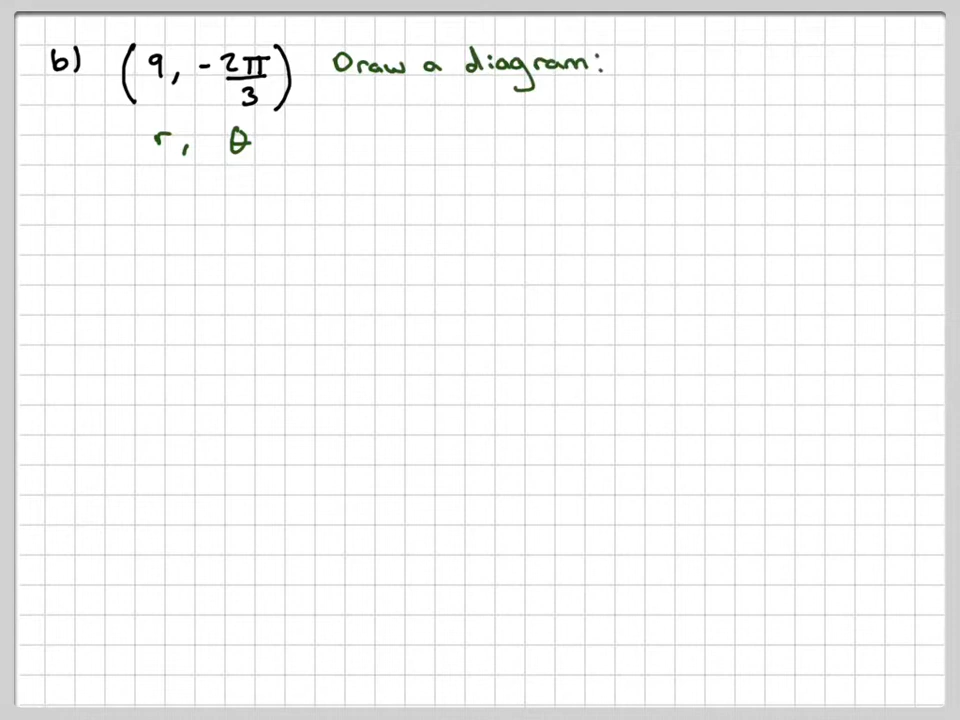 b) (9, -2π/3) Draw a diagram:
r, θ